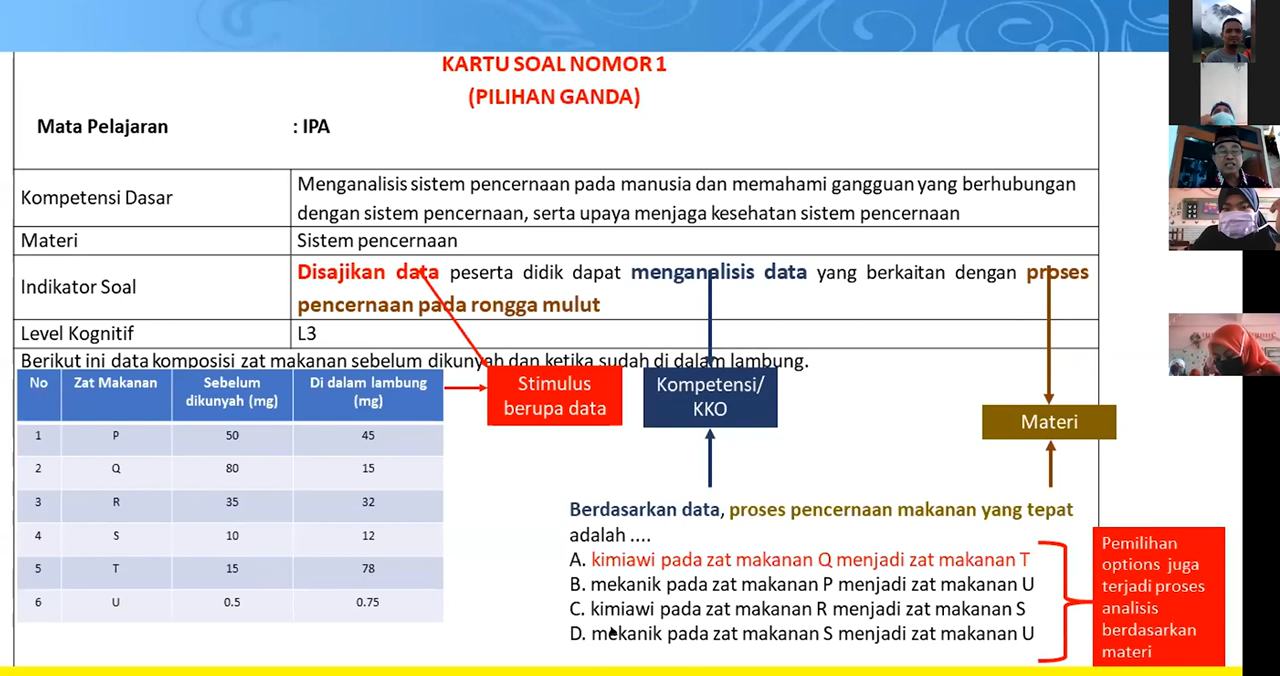 KARTU SOAL NOMOR 1
(PILIHAN GANDA)
Mata Pelajaran : IPA
Kompetensi Dasar
Menganalisis sistem pencernaan pada manusia dan memahami gangguan yang berhubungan
dengan sistem pencernaan, serta upaya menjaga kesehatan sistem pencernaan
Materi Sistem pencernaan
Indikator Soal
Disajikan data peserta didik dapat menganalisis data yang berkaitan dengan proses
pencernaan pada rongga mulut
Level Kognitif L3
Berikut ini data komposisi zat makanan sebelum dikunyah dan ketika sudah di dalam lambung.
No Zat Makanan Sebelum dikunyah (mg) Di dalam lambung (mg)
1 P 50 45
2 Q 80 15
3 R 35 32
4 S 10 12
5 T 15 78
6 U 0.5 0.75
Stimulus
berupa data
Kompetensi/
KKO
Materi
Berdasarkan data, proses pencernaan makanan yang tepat
adalah ....
A. kimiawi pada zat makanan Q menjadi zat makanan T
B. mekanik pada zat makanan P menjadi zat makanan U
C. kimiawi pada zat makanan R menjadi zat makanan S
D. mekanik pada zat makanan S menjadi zat makanan U
Pemilihan
options juga
terjadi proses
analisis
berdasarkan
materi